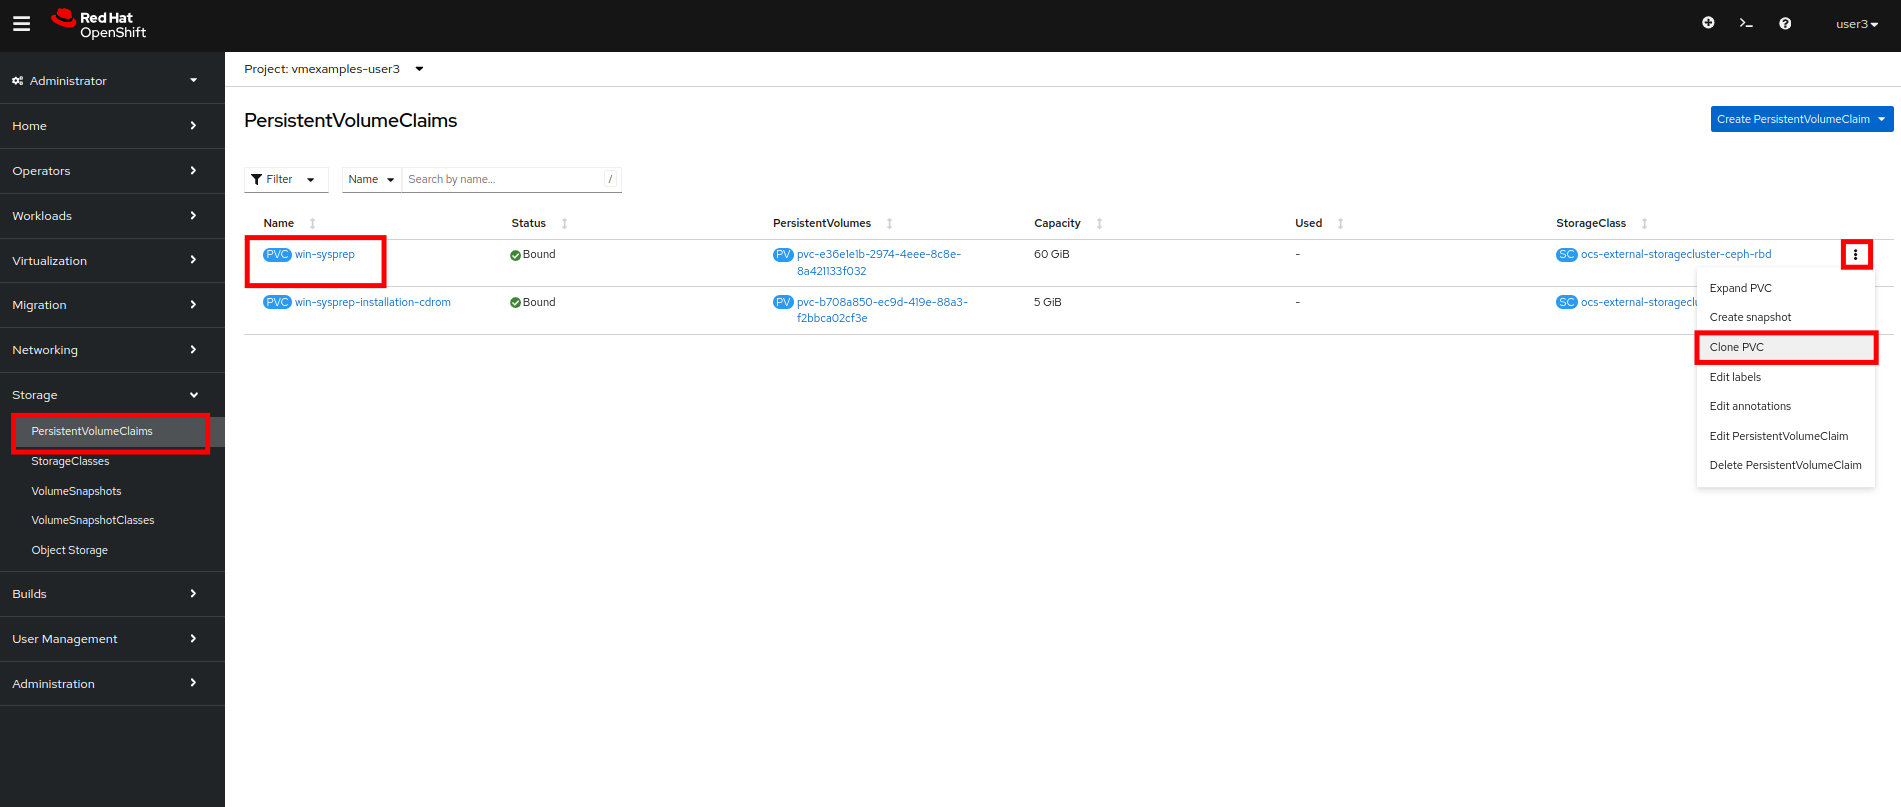 Red Hat
OpenShift
user3
Administrator
Home
Operators
Workloads
Virtualization
Migration
Networking
Storage
PersistentVolumeClaims
StorageClasses
VolumeSnapshots
VolumeSnapshotClasses
Object Storage
Builds
User Management
Administration
Project: vmexamples-user3
PersistentVolumeClaims
Create PersistentVolumeClaim
Filter Name Search by name... /
Name Status PersistentVolumes Capacity Used StorageClass
PVC win-sysprep Bound PV pvc-e36e1e1b-2974-4eee-8c8e- 60 GiB - SC ocs-external-storagecluster-ceph-rbd
8a421133f032
PVC win-sysprep-installation-cdrom Bound PV pvc-b708a850-ec9d-419e-88a3- 5 GiB - SC ocs-external-storagecl
f2bbca02cf3e
Expand PVC
Create snapshot
Clone PVC
Edit labels
Edit annotations
Edit PersistentVolumeClaim
Delete PersistentVolumeClaim